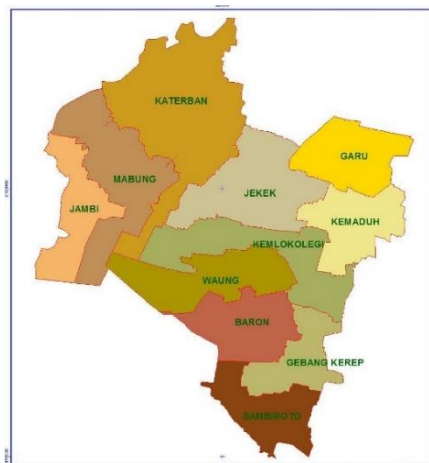 KATERBAN
GARU
MABUNG
JEKEK
JAMBI
KEMADUH
KEMLOKOLEGI
WAUNG
BARON
GEBANG KEREP
SAMBIROTO